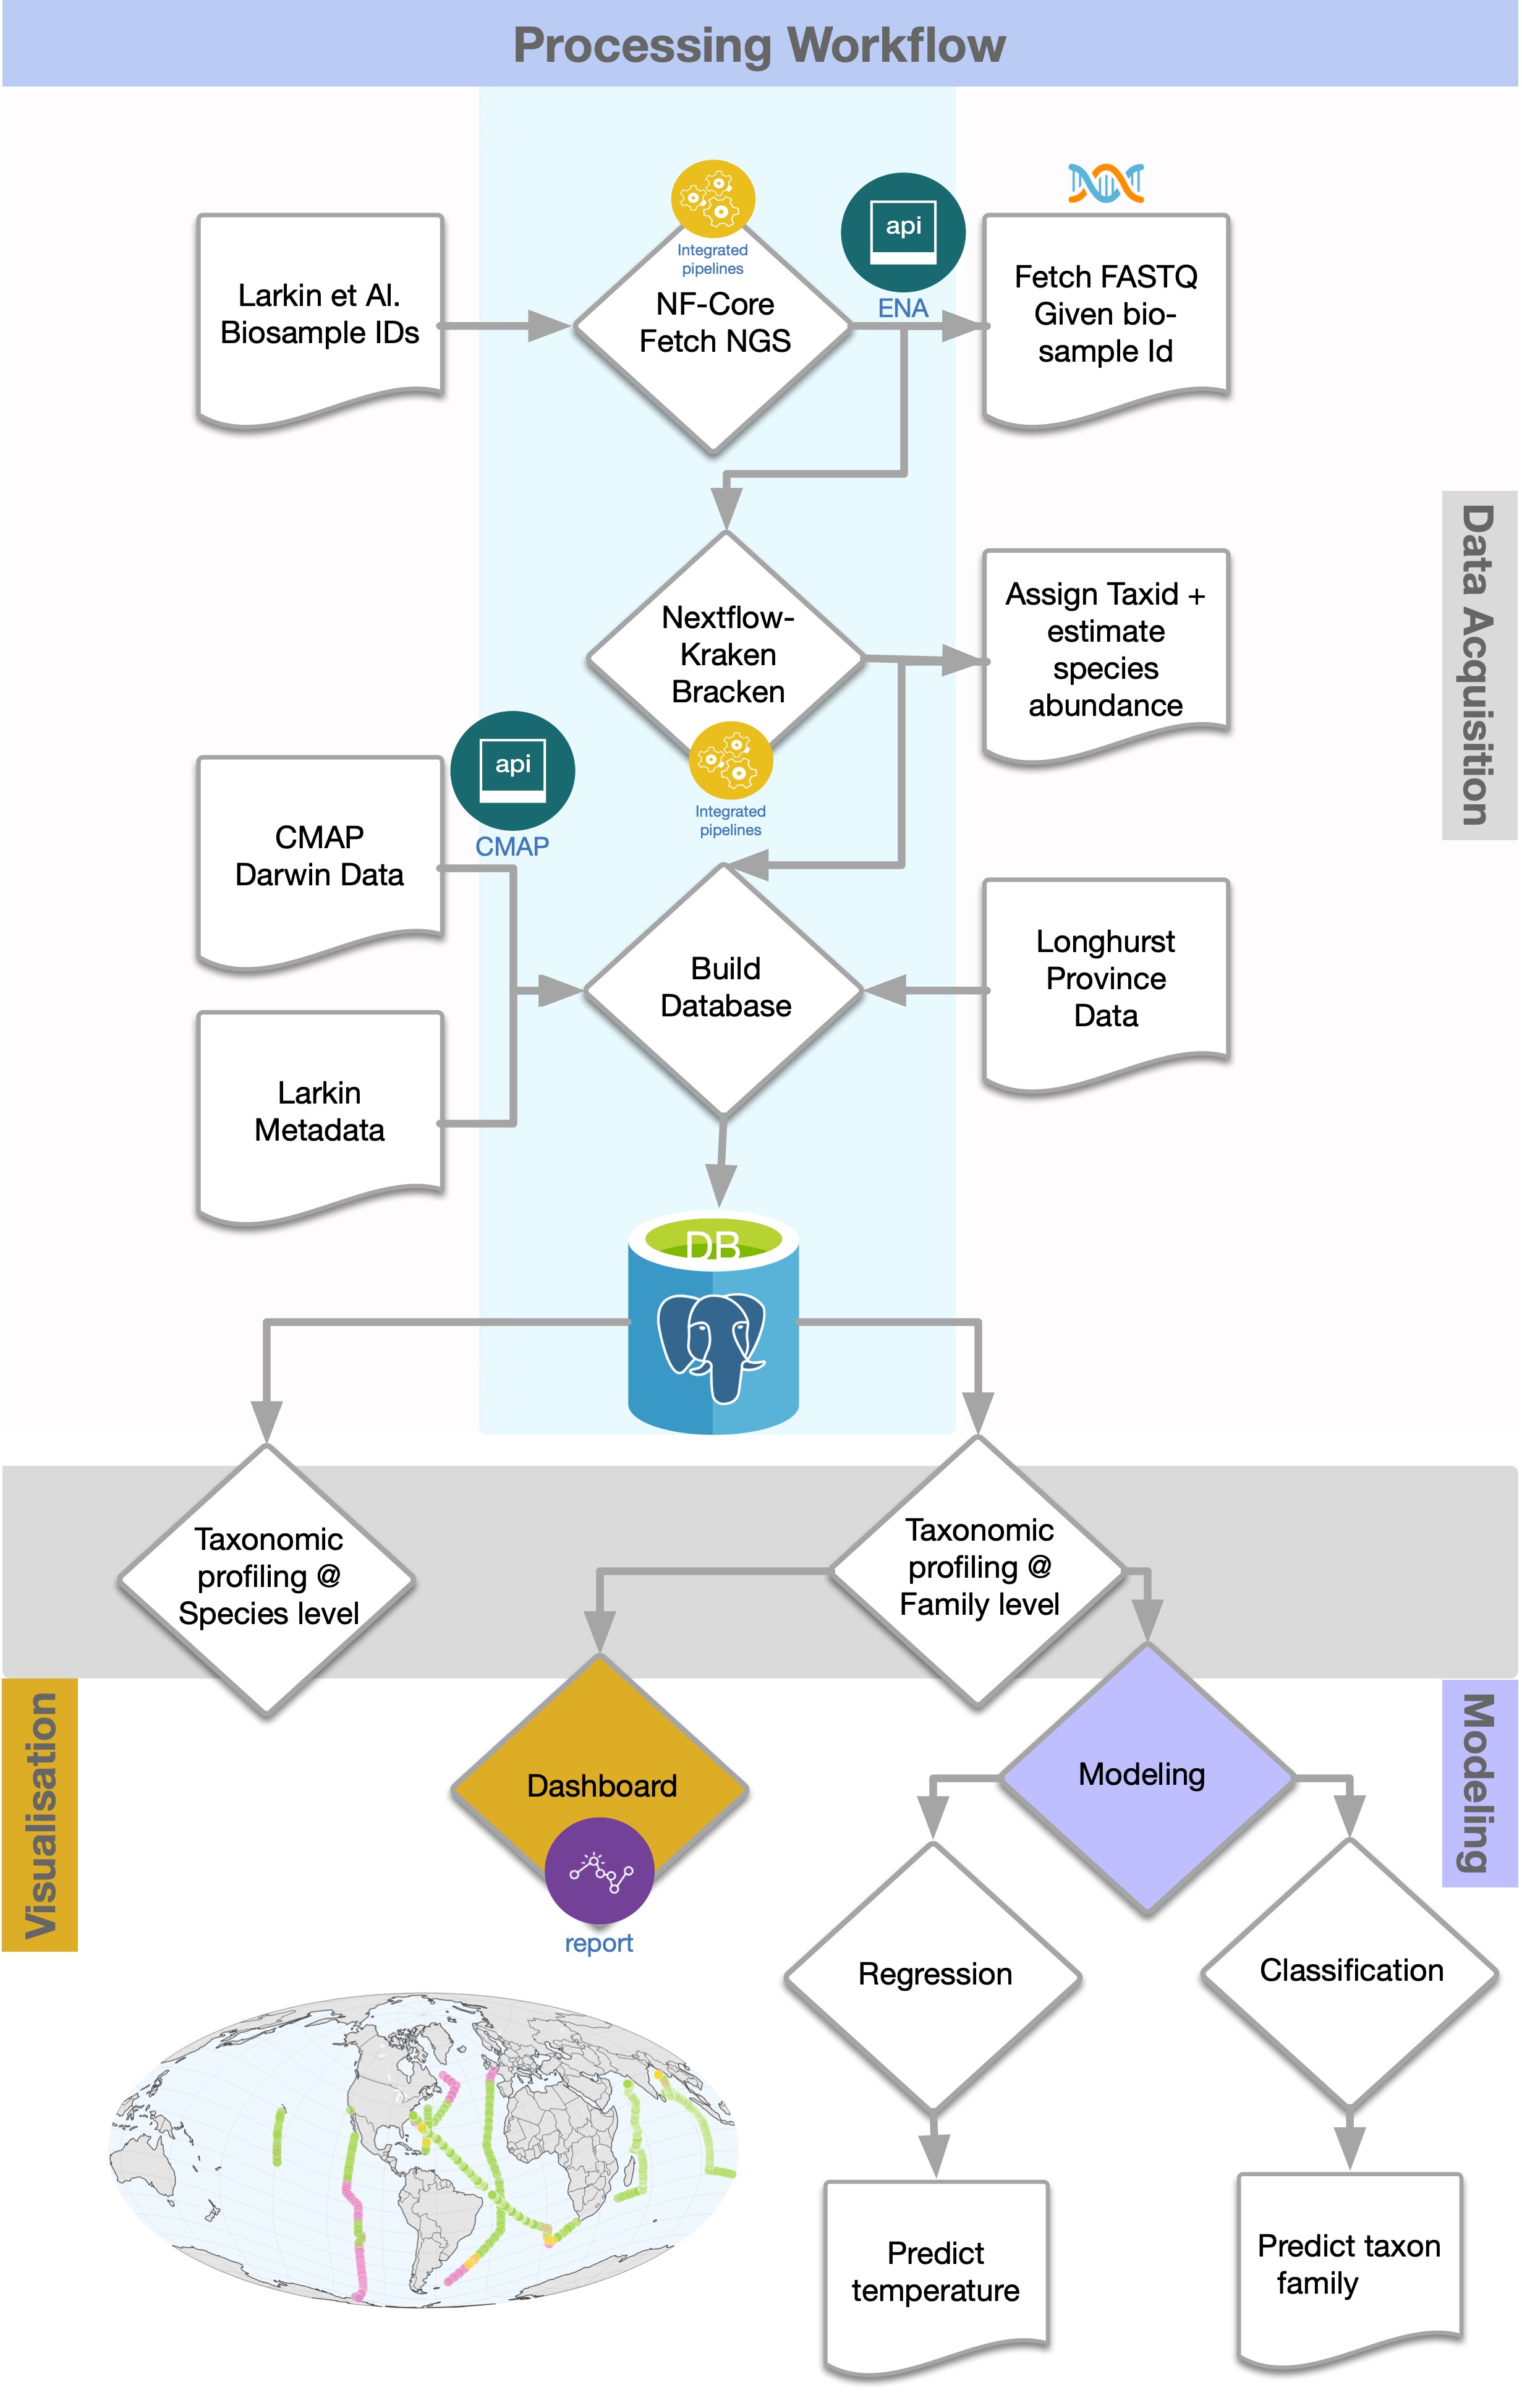 Processing Workflow
Integrated
pipelines
api
ENA
Larkin et Al.
Biosample IDs
NF-Core
Fetch NGS
Fetch FASTQ
Given bio-
sample Id
Data Acquisition
Nextflow-
Kraken
Bracken
Integrated
pipelines
Assign Taxid +
estimate
species
abundance
api
CMAP
CMAP
Darwin Data
Build
Database
Longhurst
Province
Data
Larkin
Metadata
DB
Taxonomic
profiling @
Species level
Taxonomic
profiling @
Family level
Visualisation
Dashboard
report
Modeling
Modeling
Regression
Classification
Predict
temperature
Predict taxon
family